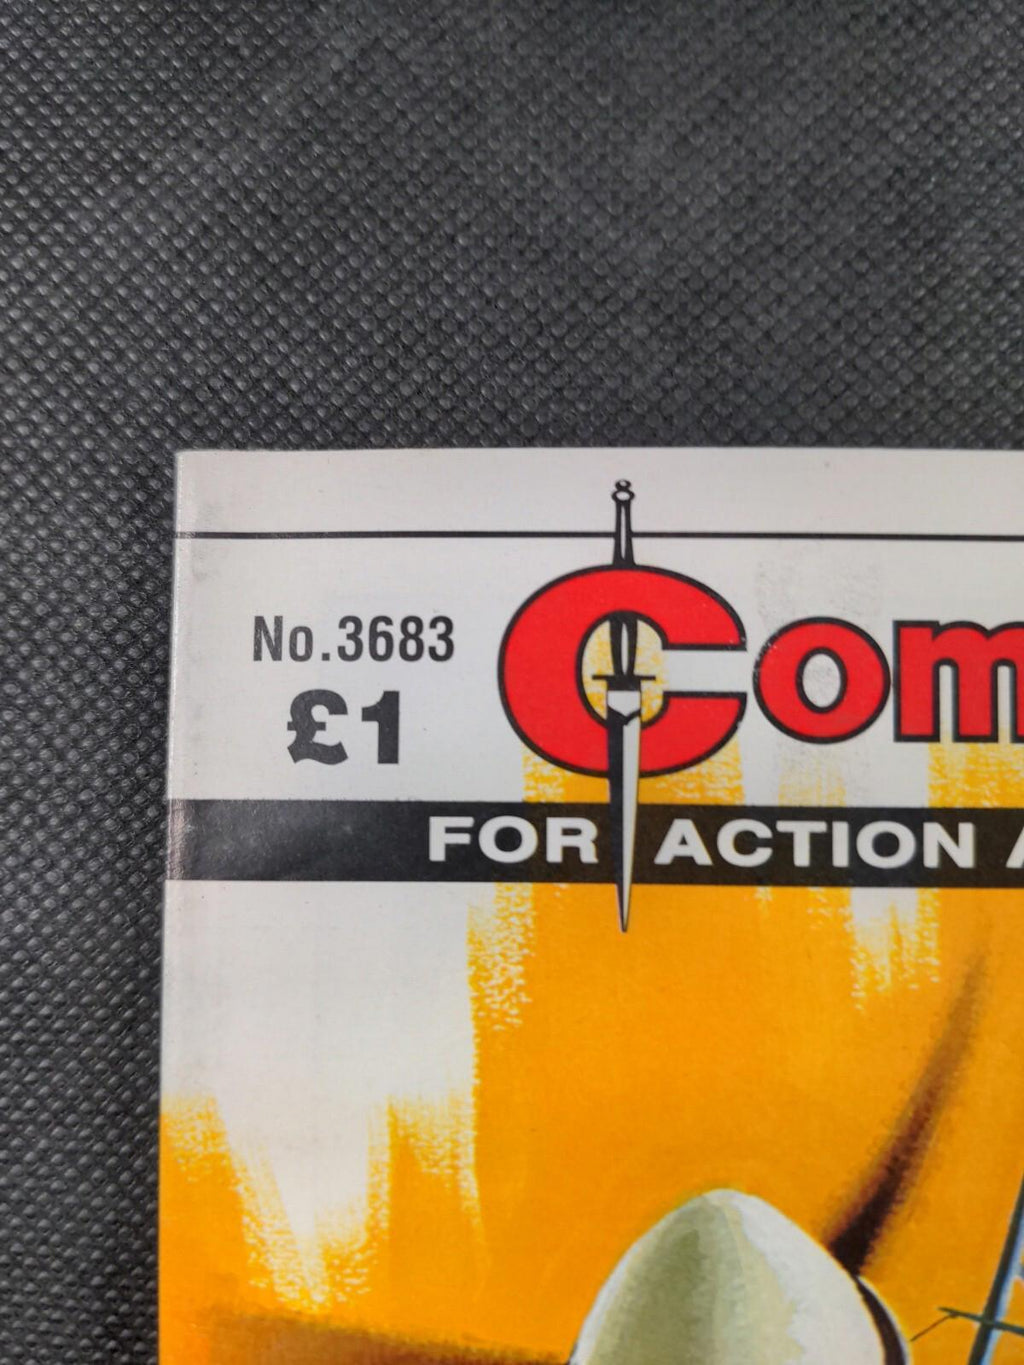 No.3683
£1
Com
FOR ACTION A